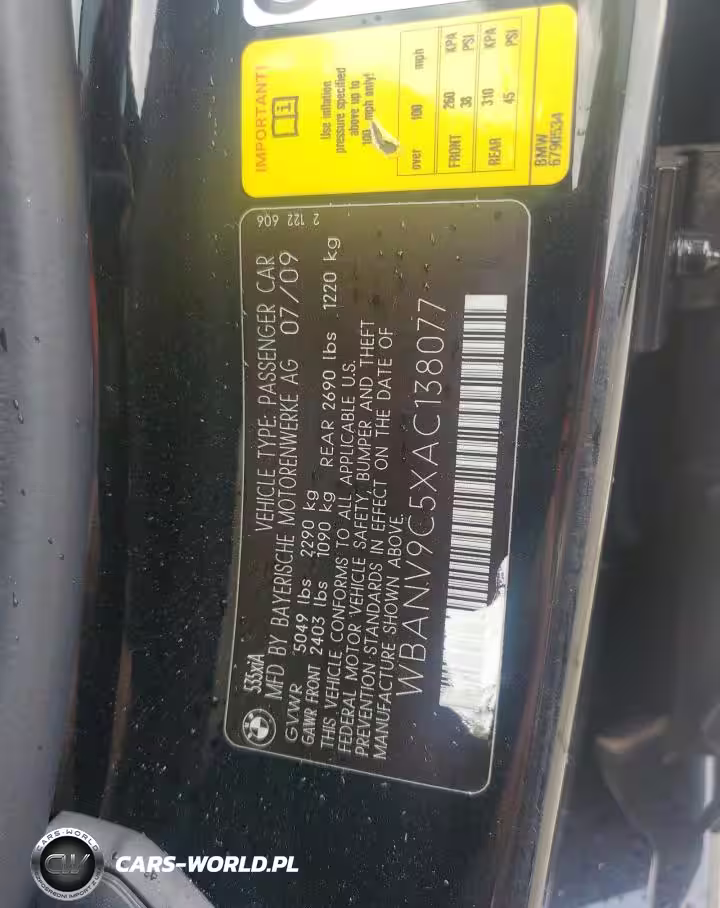 IMPORTANT!
Use inflation
pressure specified
above up to
100 mph only!
over 100 mph
FRONT 260 KPA
38 PSI
REAR 310 KPA
45 PSI
BMW
6790534
2 122 606
535xiA VEHICLE TYPE: PASSENGER CAR
MFD BY BAYERISCHE MOTORENWERKE AG 07/09
GVWR 5049 lbs 2290 kg
GAWR FRONT 2403 lbs 1090 kg REAR 2690 lbs 1220 kg
THIS VEHICLE CONFORMS TO ALL APPLICABLE U.S.
FEDERAL MOTOR VEHICLE SAFETY, BUMPER AND THEFT
PREVENTION STANDARDS IN EFFECT ON THE DATE OF
MANUFACTURE SHOWN ABOVE.
WBANV9C5XAC138077
CARS-WORLD
CW
CARS-WORLD.PL